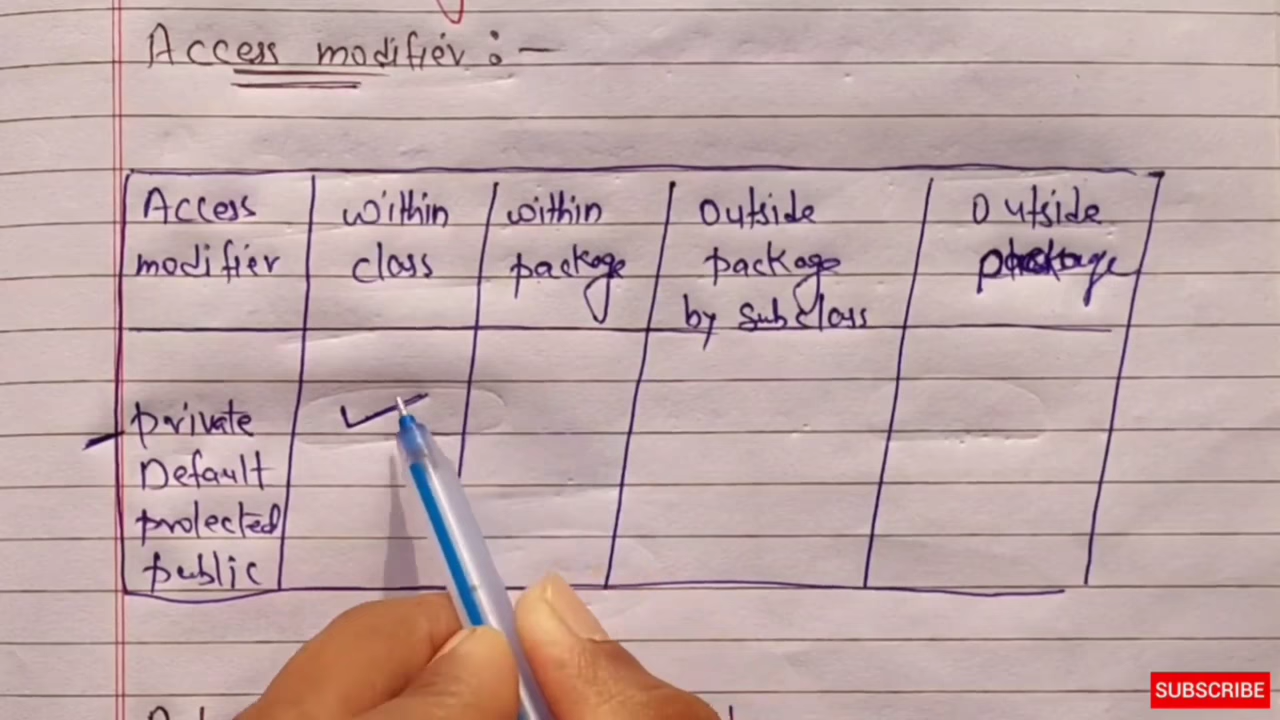 Access modifier :-
Access modifier
within class
within package
Outside package by subclass
Outside package
private
Default
protected
public
SUBSCRIBE